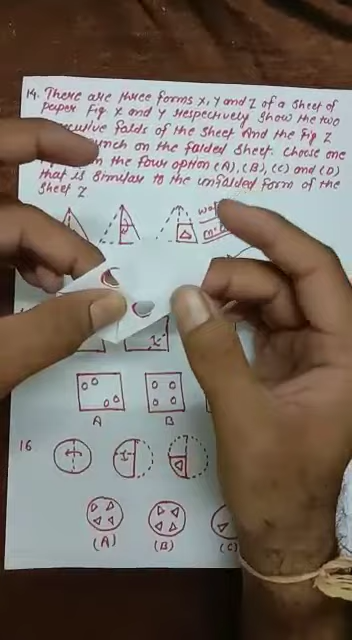 14. There are three forms X, Y and Z of a sheet of
paper Fig X and Y respectively show the two
folds of the Sheet And the Fig Z
punch on the folded sheet. Choose one
the four option (A), (B), (C) and (D)
that is similar to the unfolded form of the
Sheet Z
A
B
16
(A)
(B)
(C)